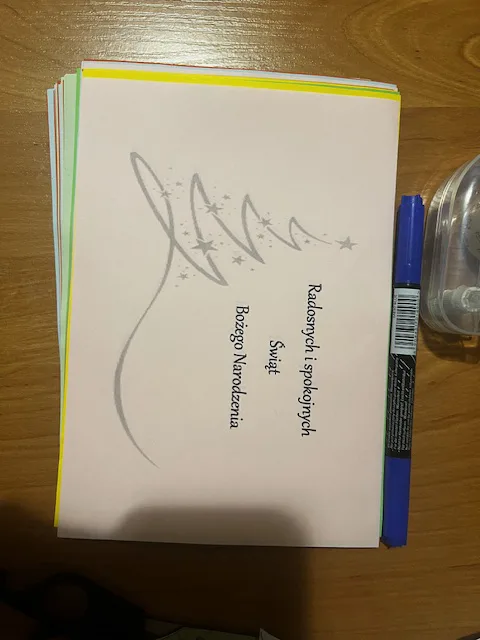 Radosnych i spokojnych
Świąt
Bożego Narodzenia